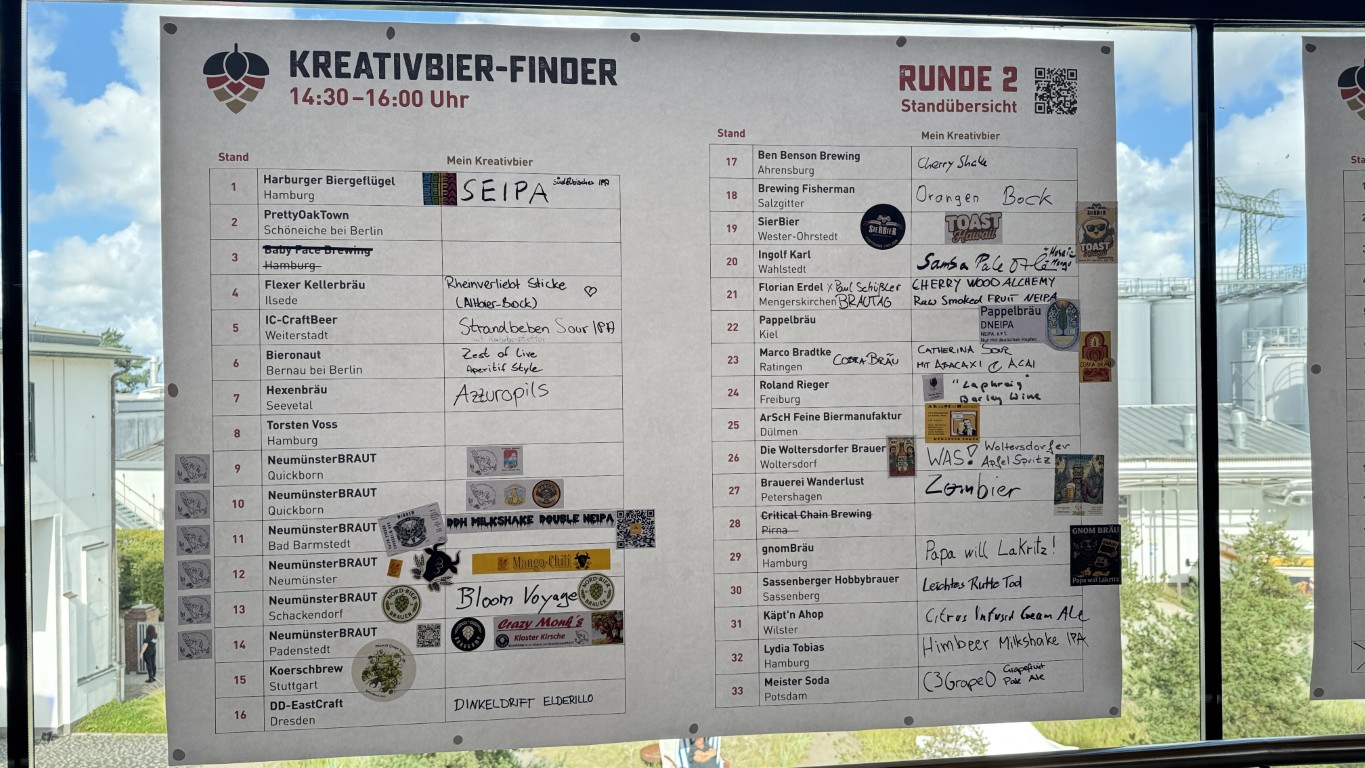 KREATIVBIER-FINDER
14:30–16:00 Uhr
RUNDE 2
Standübersicht
Stand
Mein Kreativbier
1 Harburger Biergeflügel SEIPA
Hamburg
2 PrettyOakTown
Schöneiche bei Berlin
3 Baby Face Brewing
Hamburg
4 Flexer Kellerbräu Rheinverliebt Sticke
Ilsede (Altbier-Bock)
5 IC-CraftBeer Strandbeben Sour IPA
Weiterstadt
6 Bieronaut Zest of Live
Bernau bei Berlin Aperitif Style
7 Hexenbräu Azzuropils
Seevetal
8 Torsten Voss
Hamburg
9 NeumünsterBRAUT
Quickborn
10 NeumünsterBRAUT
Quickborn
11 NeumünsterBRAUT DDH MILKSHAKE DOUBLE NEIPA
Bad Barmstedt
12 NeumünsterBRAUT Mango-Chili
Neumünster
13 NeumünsterBRAUT Bloom Voyage
Schackendorf NORD-BIER BRAUER
14 NeumünsterBRAUT Crazy Monk's
Padenstedt Kloster Kirsche
15 Koerschbrew
Stuttgart
16 DD-EastCraft DINKELDRIFT ELDERILLO
Dresden
Stand
Mein Kreativbier
17 Ben Benson Brewing Cherry Shake
Ahrensburg
18 Brewing Fisherman Orangen Bock
Salzgitter
19 SierBier SIERBIER TOAST Hawaii
Wester-Ohrstedt
SIERBIER TOAST
20 Ingolf Karl Samba Pale
Wahlstedt
21 Florian Erdel x Paul Schüßler CHERRY WOOD ALCHEMY
Mengerskirchen BRAUTAG Raw Smoked FRUIT NEIPA
22 Pappelbräu Pappelbräu
Kiel DNEIPA
23 Marco Bradtke COBRA BRÄU CATHERINA SOUR
Ratingen MIT ABACAXI & ACAI
24 Roland Rieger "Laphroig"
Freiburg Barley Wine
25 ArScH Feine Biermanufaktur
Dülmen
26 Die Woltersdorfer Brauer WAS! Woltersdorfer
Woltersdorf Apfel Spritz
27 Brauerei Wanderlust Zombier
Petershagen
28 Critical Chain Brewing
Pirna
29 gnomBräu Papa will Lakritz!
Hamburg
GNOM BRÄU
Papa will Lakritz
30 Sassenberger Hobbybrauer Leichtes Rutto Tod
Sassenberg
31 Käpt'n Ahop Citrus Infused Cream Ale
Wilster
32 Lydia Tobias Himbeer Milkshake IPA
Hamburg
33 Meister Soda C3GrapeO Grapefruit
Potsdam Pale Ale